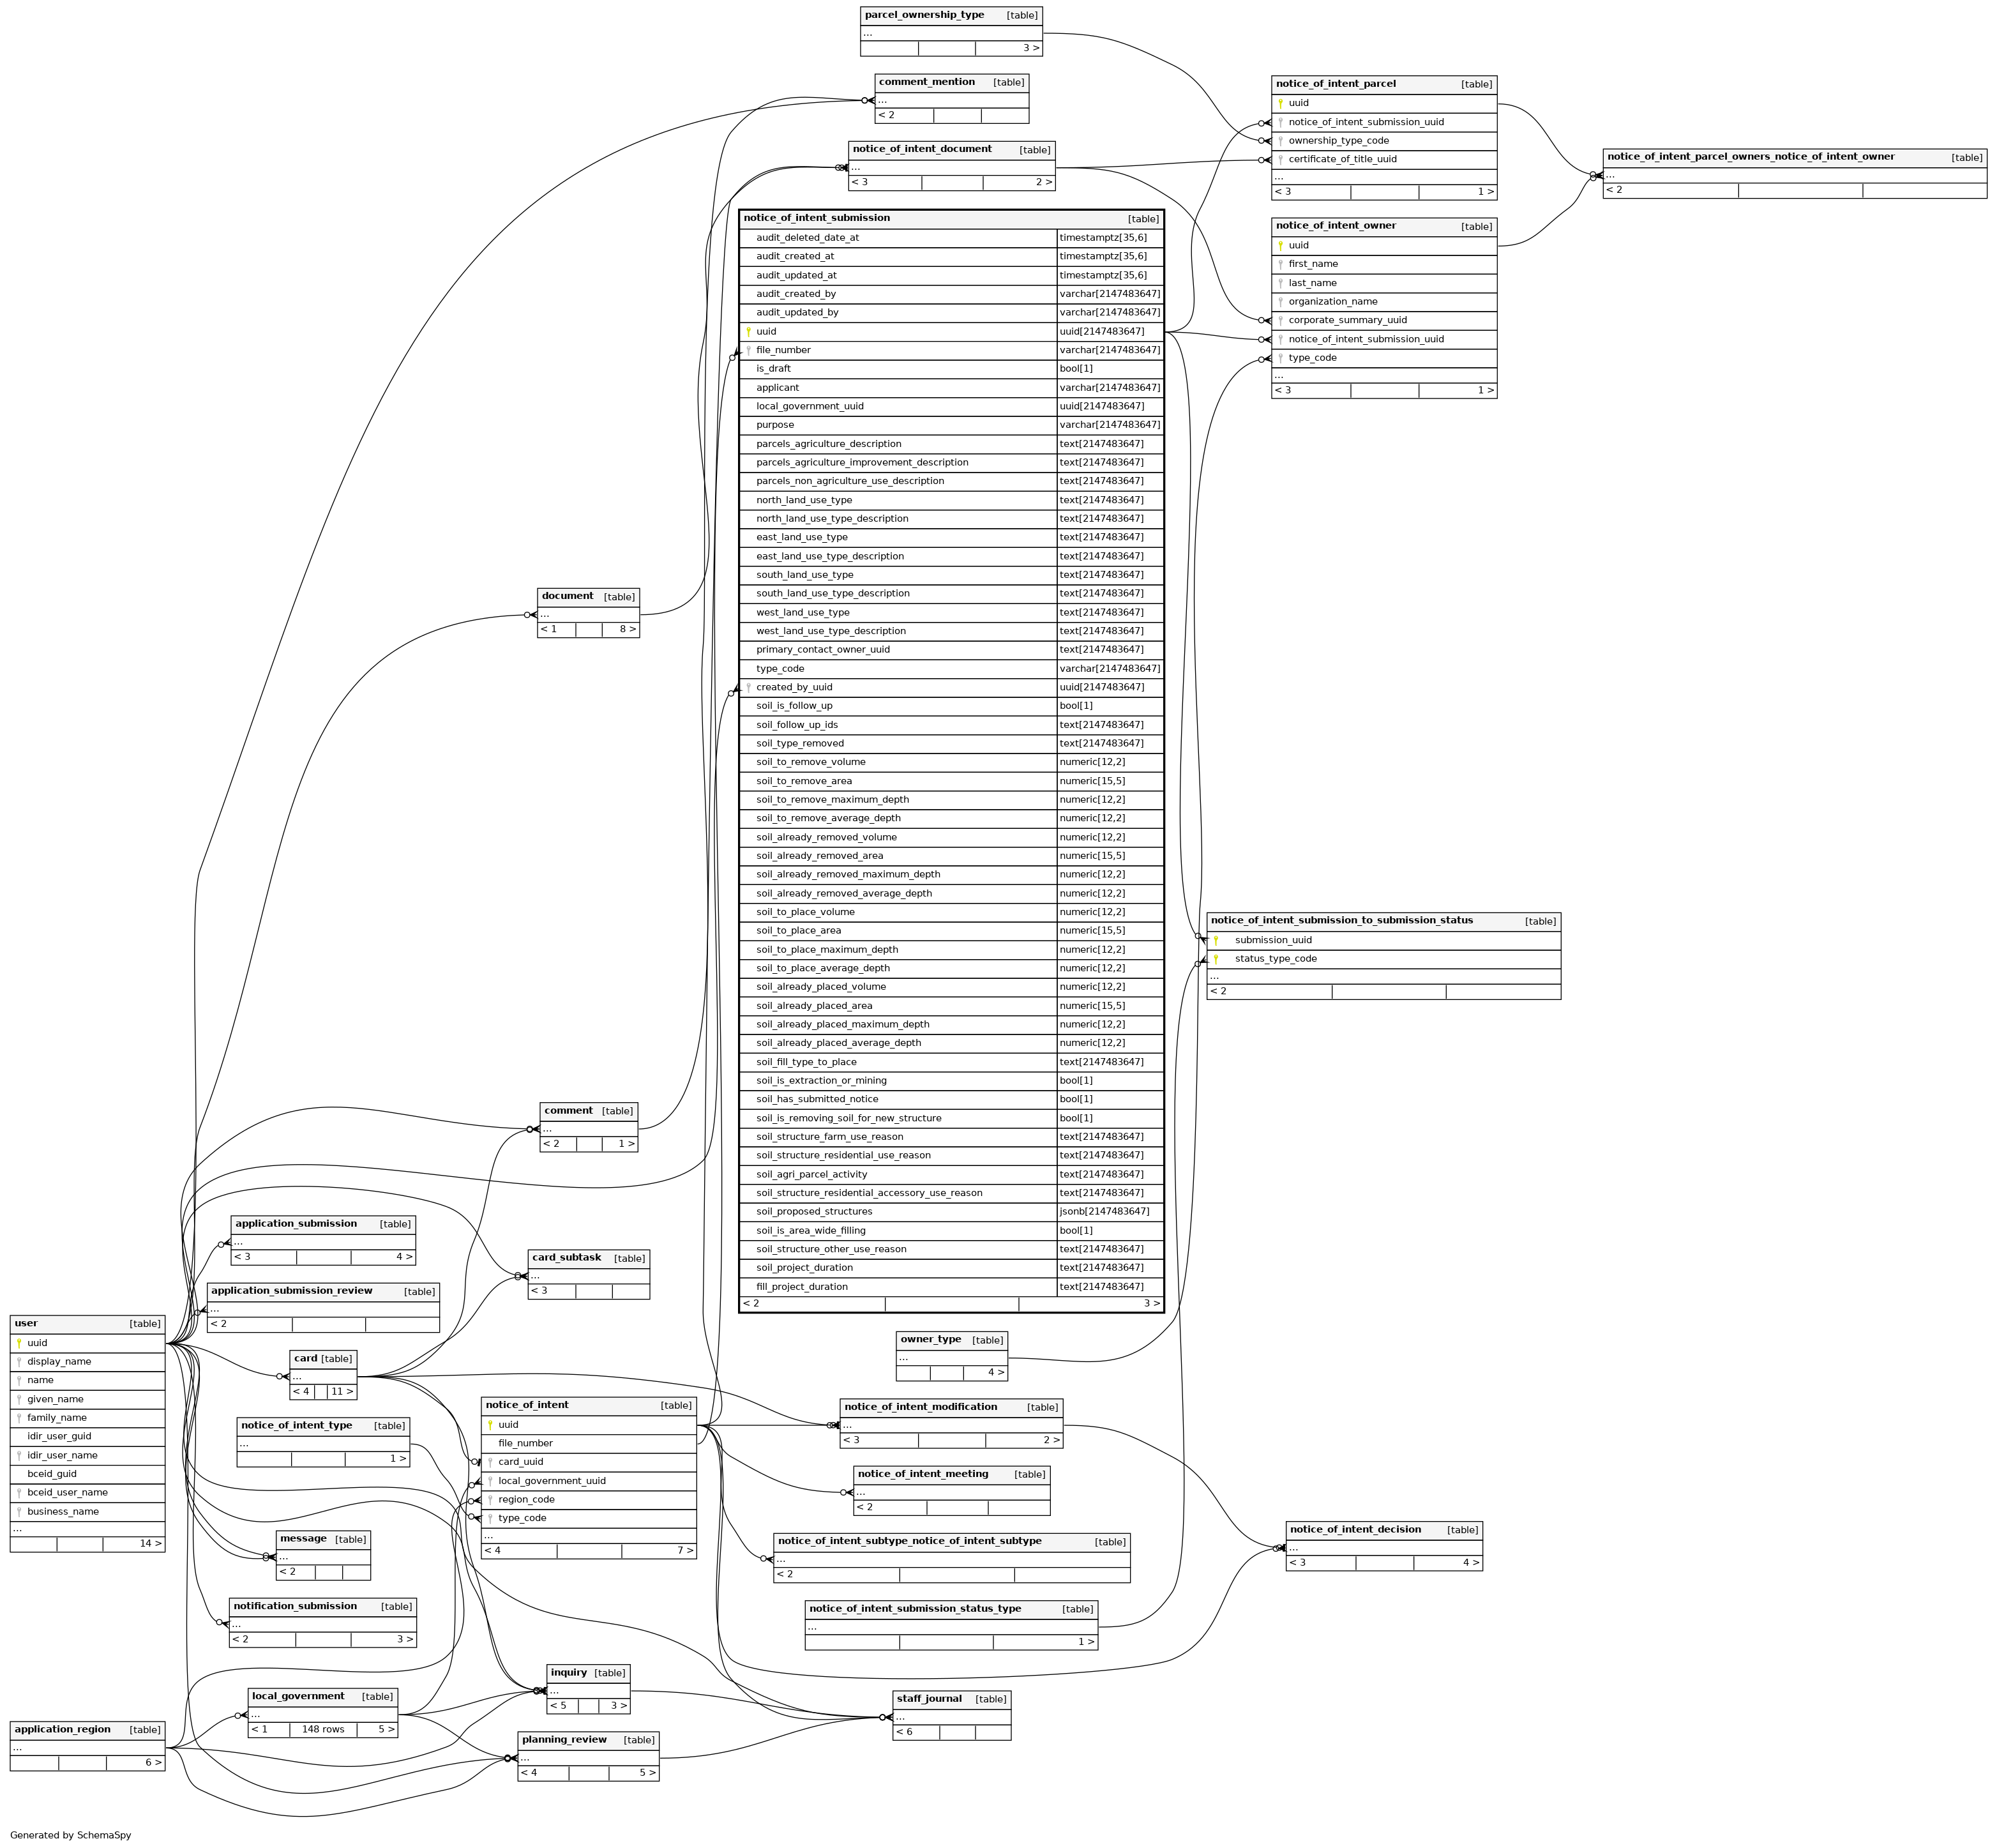 parcel_ownership_type [table]
...
3 >
comment_mention [table]
...
< 2
notice_of_intent_document [table]
...
< 3 2 >
notice_of_intent_parcel [table]
uuid
notice_of_intent_submission_uuid
ownership_type_code
certificate_of_title_uuid
...
< 3 1 >
notice_of_intent_parcel_owners_notice_of_intent_owner [table]
...
< 2
notice_of_intent_owner [table]
uuid
first_name
last_name
organization_name
corporate_summary_uuid
notice_of_intent_submission_uuid
type_code
...
< 3 1 >
notice_of_intent_submission [table]
audit_deleted_date_at timestamptz[35,6]
audit_created_at timestamptz[35,6]
audit_updated_at timestamptz[35,6]
audit_created_by varchar[2147483647]
audit_updated_by varchar[2147483647]
uuid uuid[2147483647]
file_number varchar[2147483647]
is_draft bool[1]
applicant varchar[2147483647]
local_government_uuid uuid[2147483647]
purpose varchar[2147483647]
parcels_agriculture_description text[2147483647]
parcels_agriculture_improvement_description text[2147483647]
parcels_non_agriculture_use_description text[2147483647]
north_land_use_type text[2147483647]
north_land_use_type_description text[2147483647]
east_land_use_type text[2147483647]
east_land_use_type_description text[2147483647]
south_land_use_type text[2147483647]
south_land_use_type_description text[2147483647]
west_land_use_type text[2147483647]
west_land_use_type_description text[2147483647]
primary_contact_owner_uuid text[2147483647]
type_code varchar[2147483647]
created_by_uuid uuid[2147483647]
soil_is_follow_up bool[1]
soil_follow_up_ids text[2147483647]
soil_type_removed text[2147483647]
soil_to_remove_volume numeric[12,2]
soil_to_remove_area numeric[15,5]
soil_to_remove_maximum_depth numeric[12,2]
soil_to_remove_average_depth numeric[12,2]
soil_already_removed_volume numeric[12,2]
soil_already_removed_area numeric[15,5]
soil_already_removed_maximum_depth numeric[12,2]
soil_already_removed_average_depth numeric[12,2]
soil_to_place_volume numeric[12,2]
soil_to_place_area numeric[15,5]
soil_to_place_maximum_depth numeric[12,2]
soil_to_place_average_depth numeric[12,2]
soil_already_placed_volume numeric[12,2]
soil_already_placed_area numeric[15,5]
soil_already_placed_maximum_depth numeric[12,2]
soil_already_placed_average_depth numeric[12,2]
soil_fill_type_to_place text[2147483647]
soil_is_extraction_or_mining bool[1]
soil_has_submitted_notice bool[1]
soil_is_removing_soil_for_new_structure bool[1]
soil_structure_farm_use_reason text[2147483647]
soil_structure_residential_use_reason text[2147483647]
soil_agri_parcel_activity text[2147483647]
soil_structure_residential_accessory_use_reason text[2147483647]
soil_proposed_structures jsonb[2147483647]
soil_is_area_wide_filling bool[1]
soil_structure_other_use_reason text[2147483647]
soil_project_duration text[2147483647]
fill_project_duration text[2147483647]
< 2 3 >
document [table]
...
< 1 8 >
notice_of_intent_submission_to_submission_status [table]
submission_uuid
status_type_code
...
< 2
comment [table]
...
< 2 1 >
application_submission [table]
...
< 3 4 >
card_subtask [table]
...
< 3
application_submission_review [table]
...
< 2
user [table]
uuid
display_name
name
given_name
family_name
idir_user_guid
idir_user_name
bceid_guid
bceid_user_name
business_name
...
14 >
card [table]
...
< 4 11 >
owner_type [table]
...
4 >
notice_of_intent_type [table]
...
1 >
notice_of_intent [table]
uuid
file_number
card_uuid
local_government_uuid
region_code
type_code
...
< 4 7 >
notice_of_intent_modification [table]
...
< 3 2 >
notice_of_intent_meeting [table]
...
< 2
notice_of_intent_subtype_notice_of_intent_subtype [table]
...
< 2
notice_of_intent_decision [table]
...
< 3 4 >
message [table]
...
< 2
notification_submission [table]
...
< 2 3 >
notice_of_intent_submission_status_type [table]
...
1 >
inquiry [table]
...
< 5 3 >
local_government [table]
...
< 1 148 rows 5 >
staff_journal [table]
...
< 6
application_region [table]
...
6 >
planning_review [table]
...
< 4 5 >
Generated by SchemaSpy